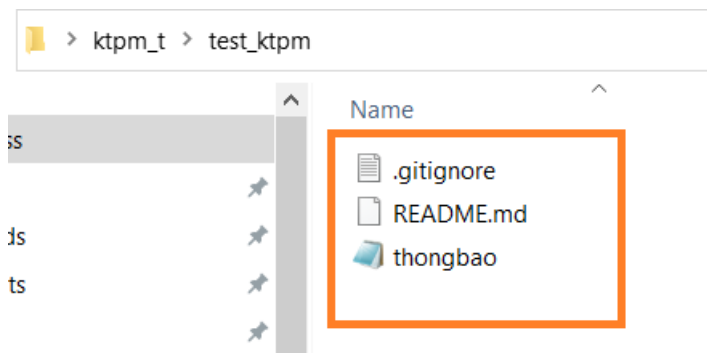 ktpm_t > test_ktpm
Name
ss
.gitignore
README.md
ds
thongbao
ts